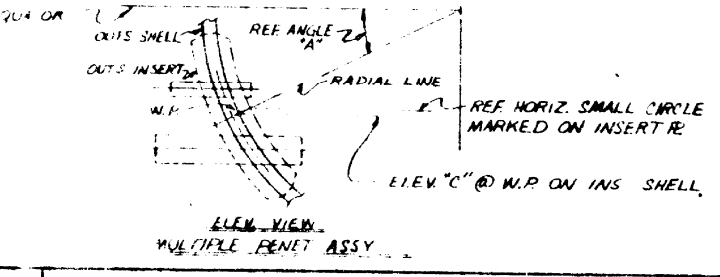 OUTS SHELL
REF. ANGLE
"A"
OUTS INSERT
RADIAL LINE
W.P.
REF. HORIZ. SMALL CIRCLE
MARKED ON INSERT PL
ELEV. "C" @ W.P. ON INS SHELL.
ELEV. VIEW
MULTIPLE PENET ASSY